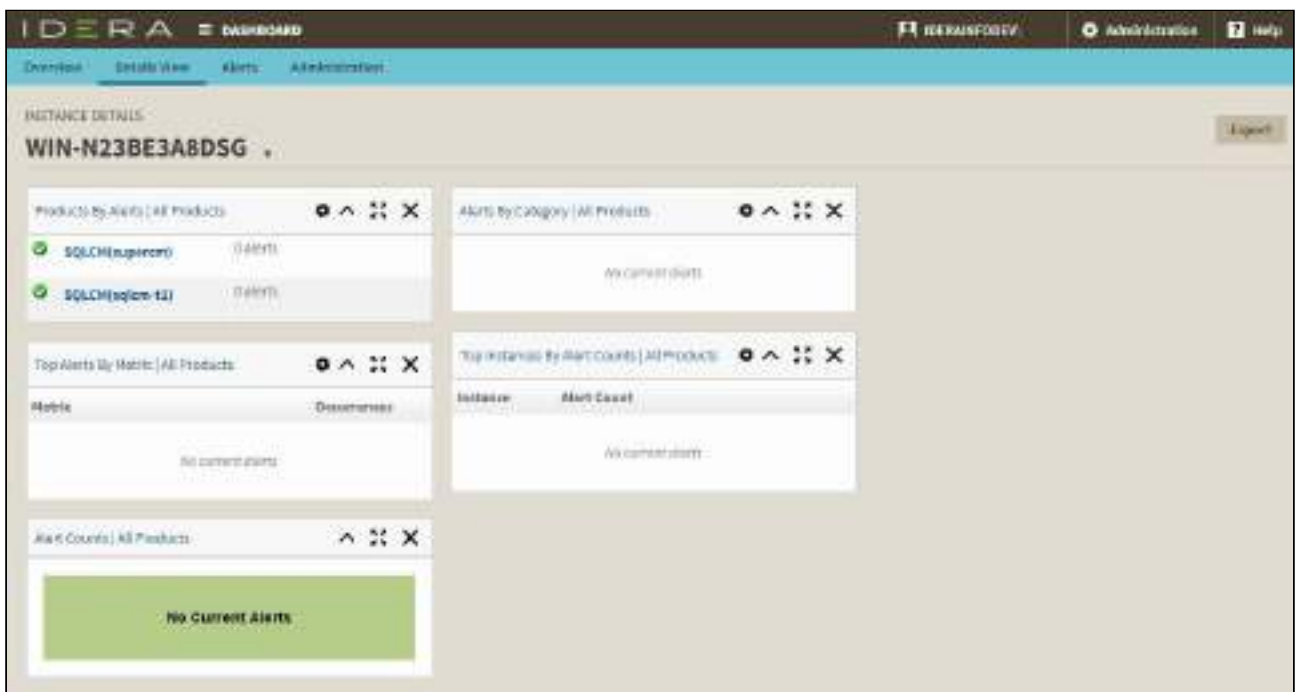 IDERA DASHBOARD IDERAINFODEV Administration ? Help
Overview Details View Alerts Administration
INSTANCE DETAILS
WIN-N23BE3A8DSG
Export
Products By Alerts | All Products
SQLCM(supercm) 0 alerts
SQLCM(sqlcm-t1) 0 alerts
Alerts By Category | All Products
No current alerts
Top Alerts By Metric | All Products
Metric Occurrences
No current alerts
Top Instances By Alert Counts | All Products
Instance Alert Count
No current alerts
Alert Counts | All Products
No Current Alerts